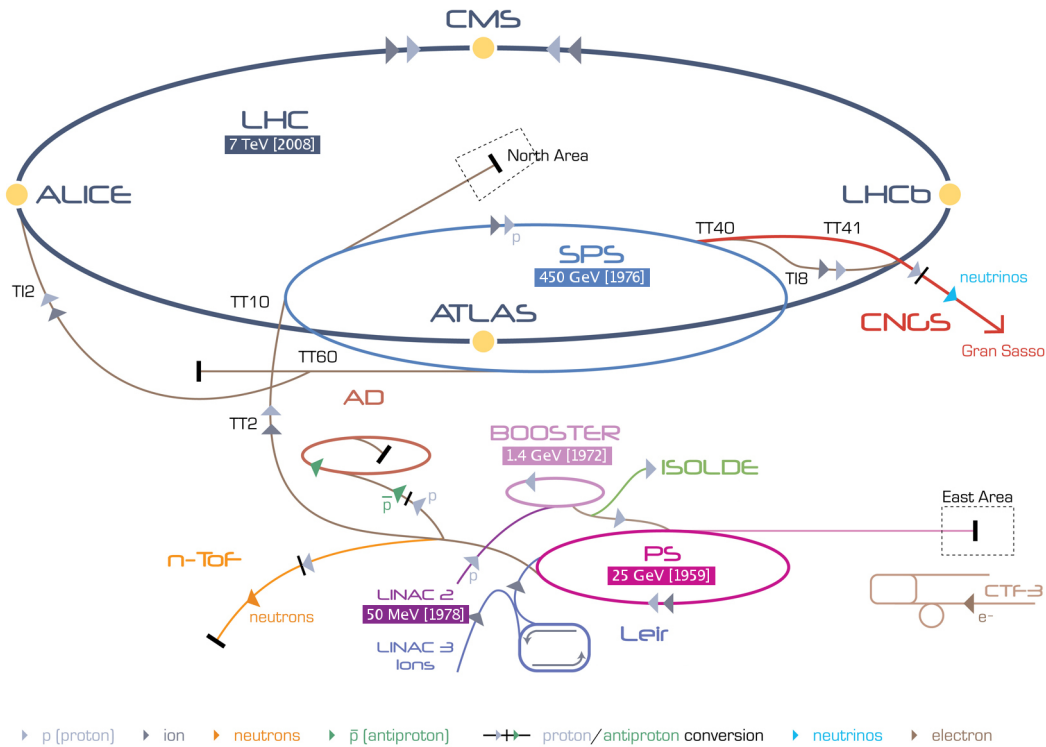 CMS
LHC
7 TeV [2008]
North Area
ALICE
LHCb
TT40
TT41
p
SPS
450 GeV [1976]
TI8
neutrinos
TI2
TT10
ATLAS
CNGS
Gran Sasso
TT60
AD
TT2
BOOSTER
1.4 GeV [1972]
ISOLDE
p̅
p
East Area
n-ToF
PS
25 GeV [1959]
p
LINAC 2
50 MeV [1978]
neutrons
CTF3
e-
Leir
LINAC 3
Ions
p (proton)
ion
neutrons
p̅ (antiproton)
proton/antiproton conversion
neutrinos
electron